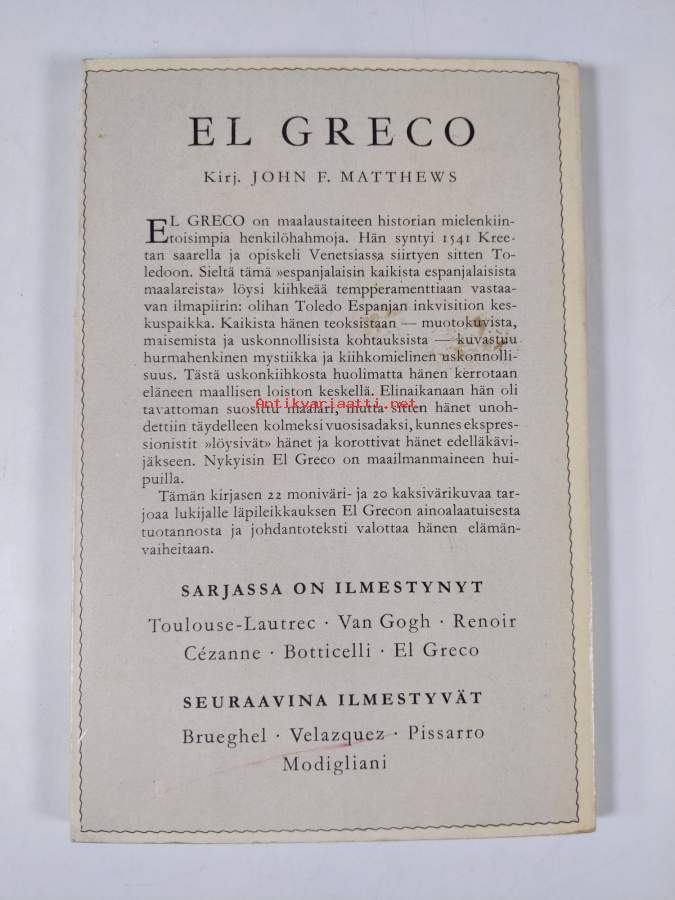 EL GRECO
Kirj. JOHN F. MATTHEWS
EL GRECO on maalaustaiteen historian mielenkiin-
toisimpia henkilöhahmoja. Hän syntyi 1541 Kree-
tan saarella ja opiskeli Venetsiassa siirtyen sitten To-
ledoon. Sieltä tämä »espanjalaisin kaikista espanjalaisista
maalareista» löysi kiihkeää tempperamenttiaan vastaa-
van ilmapiirin: olihan Toledo Espanjan inkvisition kes-
kuspaikka. Kaikista hänen teoksistaan — muotokuvista,
maisemista ja uskonnollisista kohtauksista — kuvastuu
hurmahenkinen mystiikka ja kiihkomielinen uskonnolli-
suus. Tästä uskonkiihkosta huolimatta hänen kerrotaan
eläneen maallisen loiston keskellä. Elinaikanaan hän oli
tavattoman suosittu maalari, mutta sitten hänet unoh-
Antikvariaatti.net
dettiin täydelleen kolmeksi vuosisadaksi, kunnes ekspres-
sionistit »löysivät» hänet ja korottivat hänet edelläkävi-
jäkseen. Nykyisin El Greco on maailmanmaineen hui-
puilla.
Tämän kirjasen 22 moniväri- ja 20 kaksivärikuvaa tar-
joaa lukijalle läpileikkauksen El Grecon ainoalaatuisesta
tuotannosta ja johdantoteksti valottaa hänen elämän-
vaiheitaan.
SARJASSA ON ILMESTYNYT
Toulouse-Lautrec · Van Gogh · Renoir
Cézanne · Botticelli · El Greco
SEURAAVINA ILMESTYVÄT
Brueghel · Velazquez · Pissarro
Modigliani